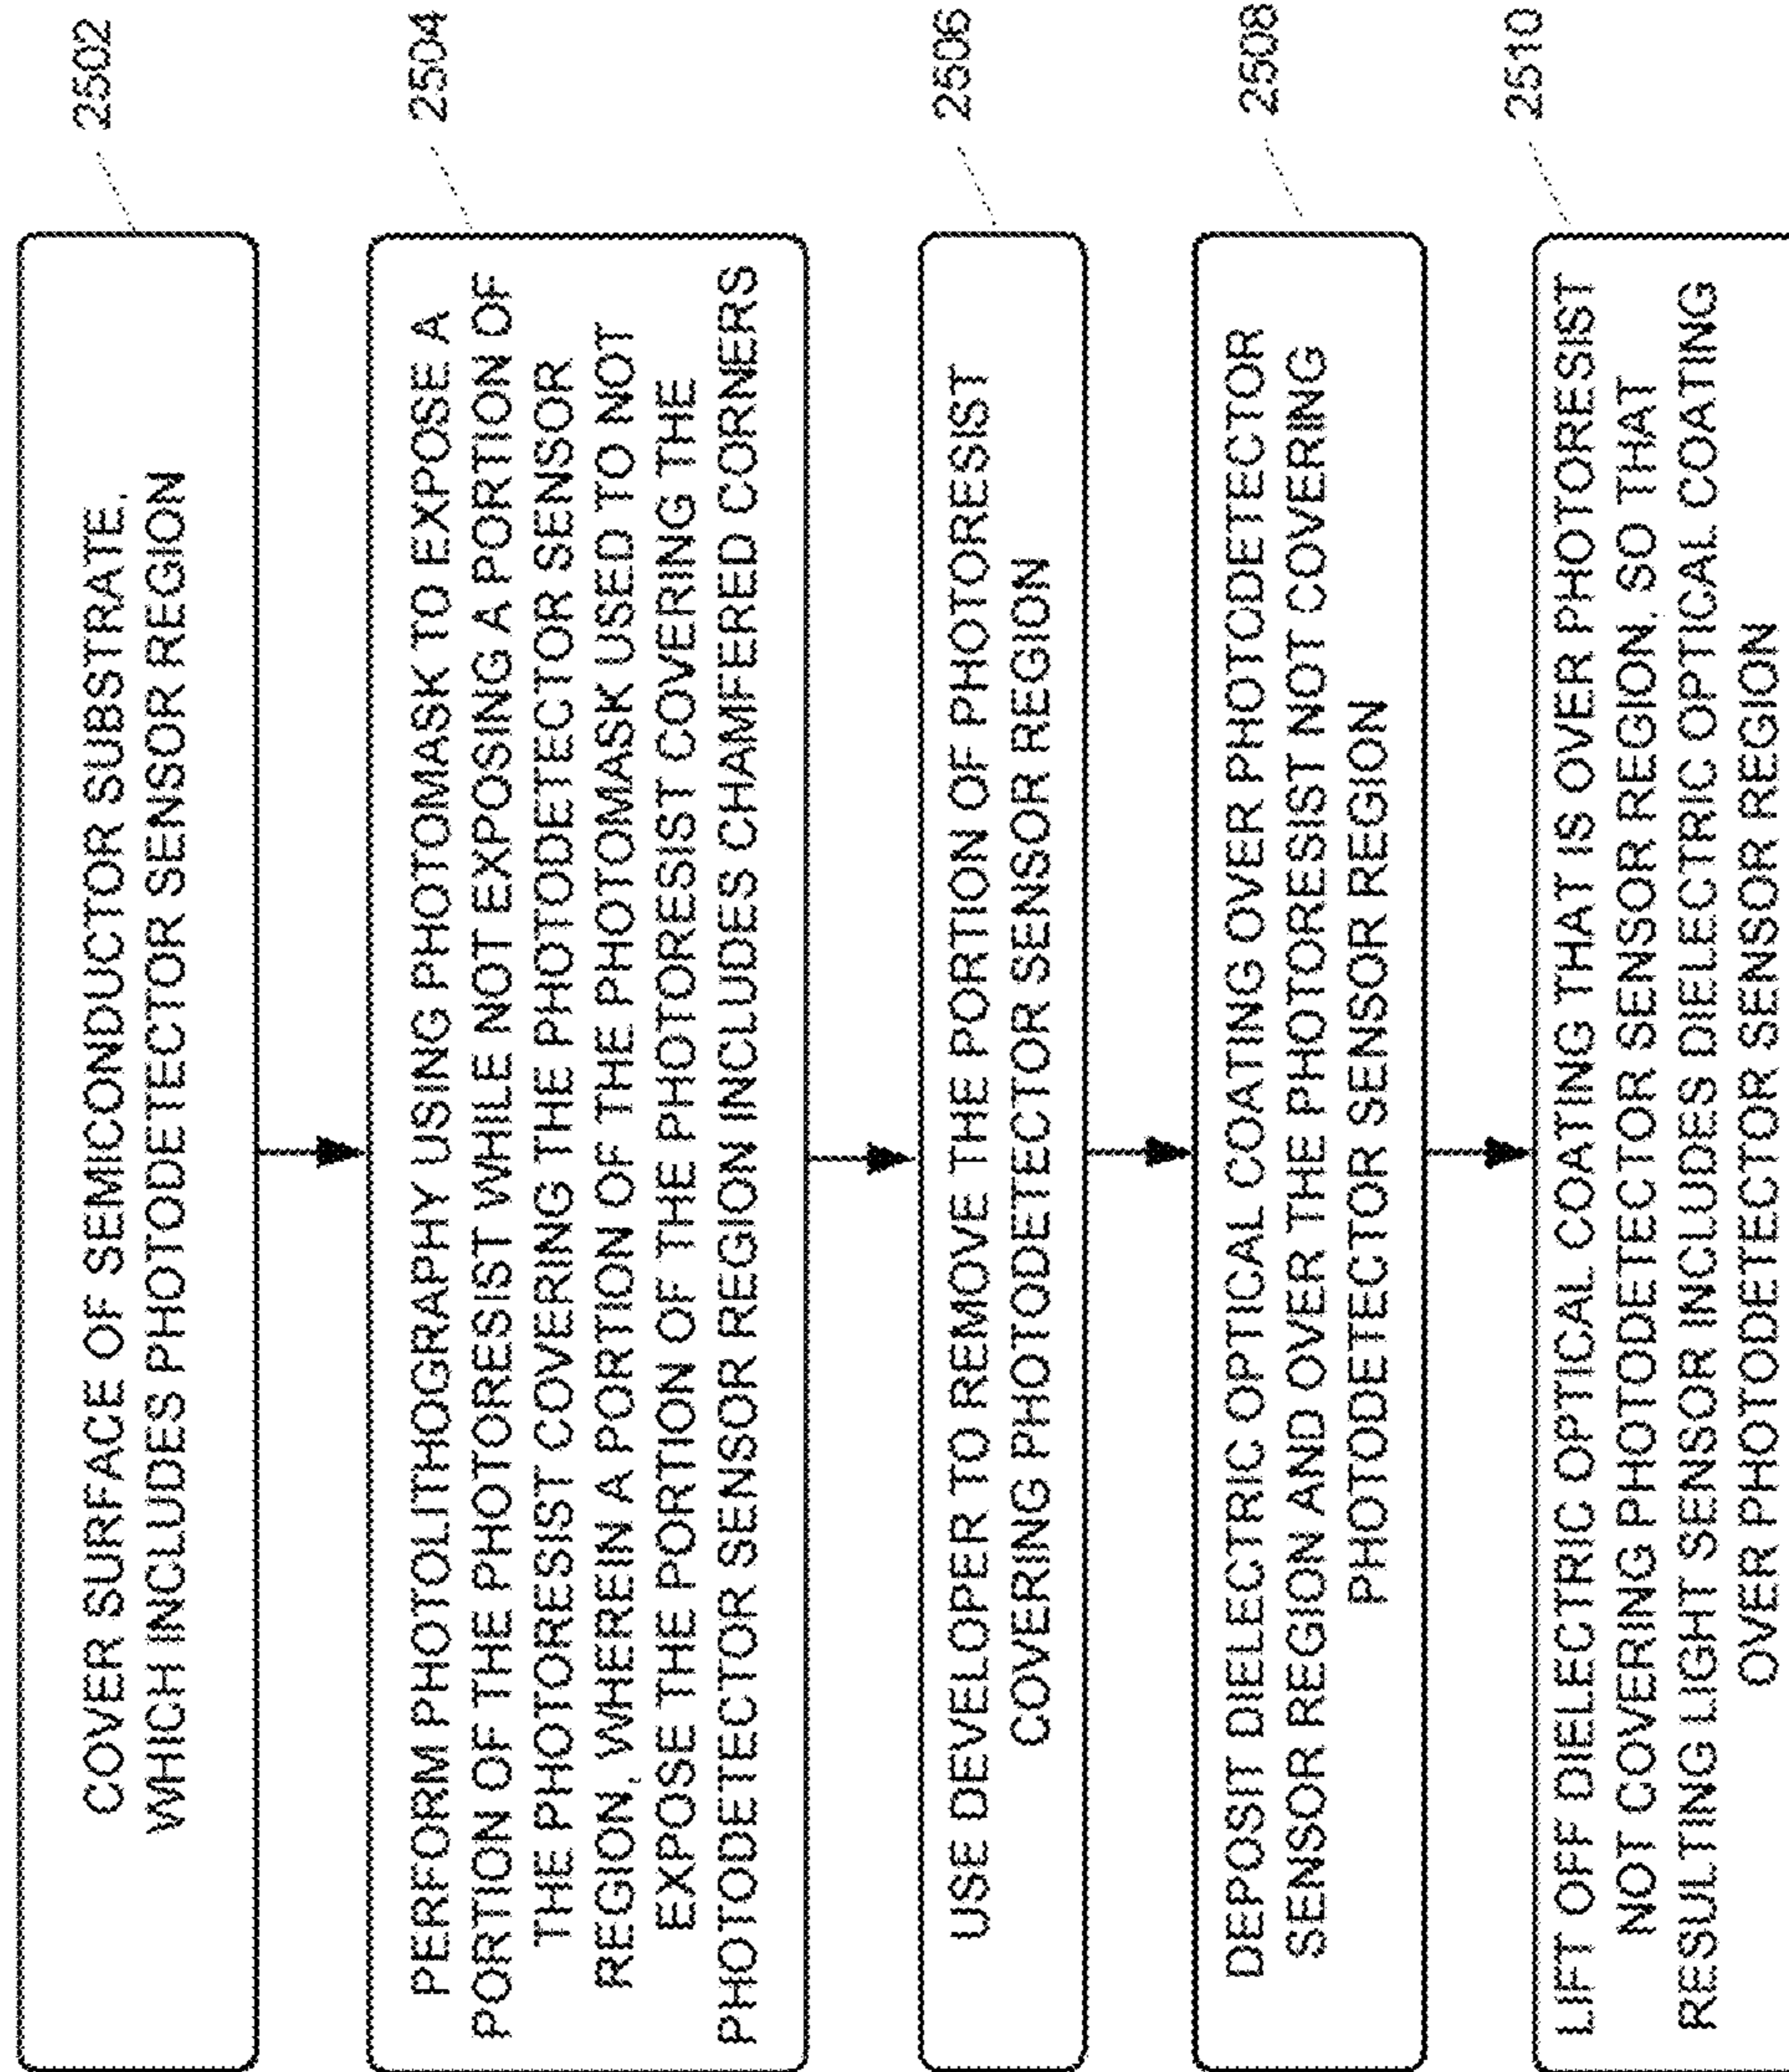 COVER SURFACE OF SEMICONDUCTOR SUBSTRATE,
WHICH INCLUDES PHOTODETECTOR SENSOR REGION
2502
PERFORM PHOTOLITHOGRAPHY USING PHOTOMASK TO EXPOSE A
PORTION OF THE PHOTORESIST WHILE NOT EXPOSING A PORTION OF
THE PHOTORESIST COVERING THE PHOTODETECTOR SENSOR
REGION, WHEREIN A PORTION OF THE PHOTOMASK USED TO NOT
EXPOSE THE PORTION OF THE PHOTORESIST COVERING THE
PHOTODETECTOR SENSOR REGION INCLUDES CHAMFERED CORNERS
2504
USE DEVELOPER TO REMOVE THE PORTION OF PHOTORESIST
COVERING PHOTODETECTOR SENSOR REGION
2506
DEPOSIT DIELECTRIC OPTICAL COATING OVER PHOTODETECTOR
SENSOR REGION AND OVER THE PHOTORESIST NOT COVERING
PHOTODETECTOR SENSOR REGION
2508
LIFT OFF DIELECTRIC OPTICAL COATING THAT IS OVER PHOTORESIST
NOT COVERING PHOTODETECTOR SENSOR REGION, SO THAT
RESULTING LIGHT SENSOR INCLUDES DIELECTRIC OPTICAL COATING
OVER PHOTODETECTOR SENSOR REGION
2510